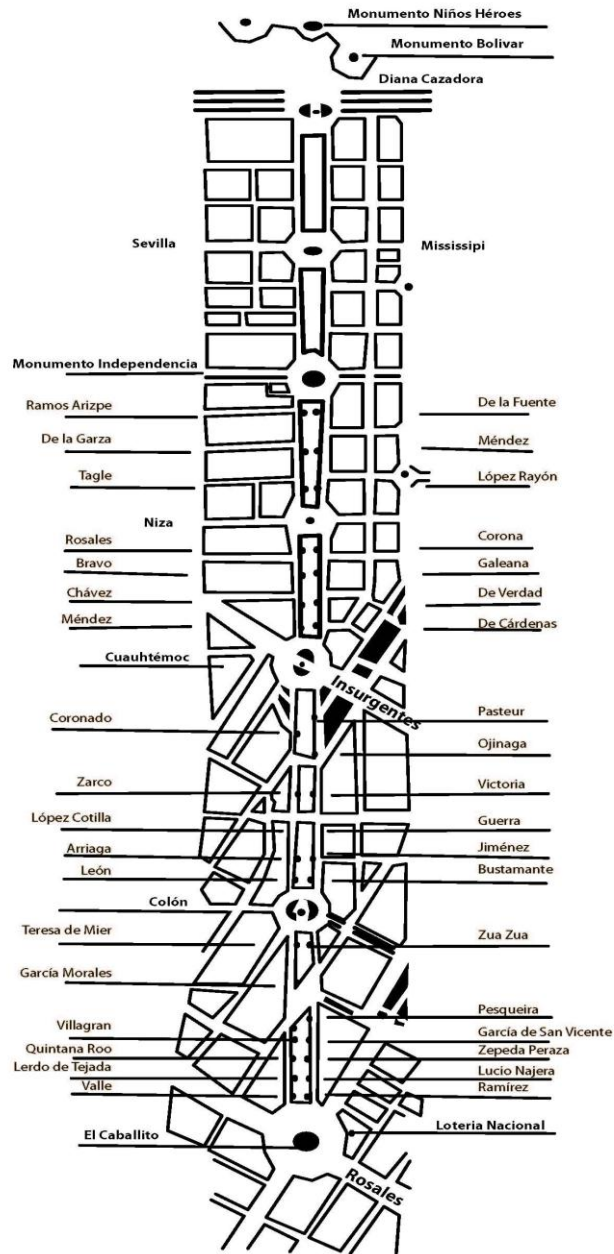 Monumento Niños Héroes
Monumento Bolivar
Diana Cazadora
Sevilla
Mississipi
Monumento Independencia
Ramos Arizpe
De la Fuente
De la Garza
Méndez
Tagle
López Rayón
Niza
Rosales
Corona
Bravo
Galeana
Chávez
De Verdad
Méndez
De Cárdenas
Cuauhtémoc
Insurgentes
Coronado
Pasteur
Ojinaga
Zarco
Victoria
López Cotilla
Guerra
Arriaga
Jiménez
León
Bustamante
Colón
Teresa de Mier
Zua Zua
García Morales
Pesqueira
Villagran
García de San Vicente
Quintana Roo
Zepeda Peraza
Lerdo de Tejada
Lucio Najera
Valle
Ramírez
El Caballito
Loteria Nacional
Rosales